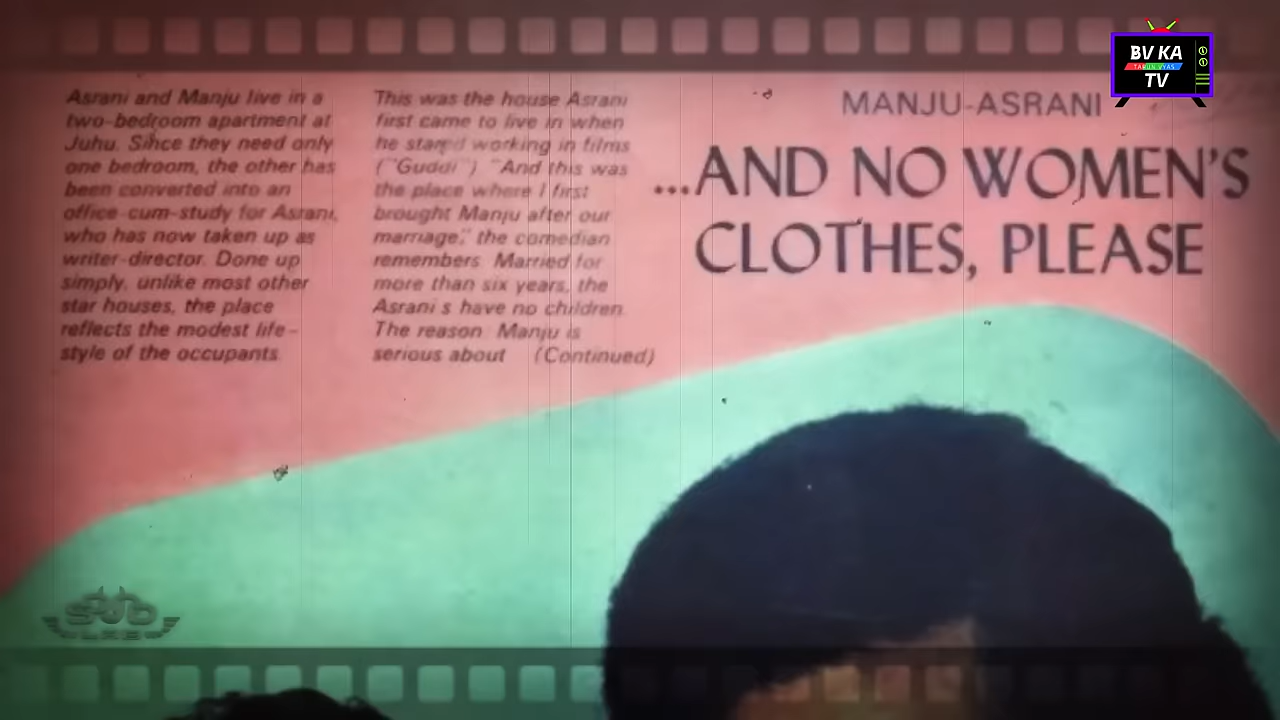 BV KA
TARUN VYAS
TV
MANJU-ASRANI
...AND NO WOMEN'S
CLOTHES, PLEASE
Asrani and Manju live in a
two-bedroom apartment at
Juhu. Since they need only
one bedroom, the other has
been converted into an
office-cum-study for Asrani,
who has now taken up as
writer-director. Done up
simply, unlike most other
star houses, the place
reflects the modest life-
style of the occupants.
This was the house Asrani
first came to live in when
he started working in films
("Guddi"). "And this was
the place where I first
brought Manju after our
marriage," the comedian
remembers. Married for
more than six years, the
Asrani s have no children.
The reason: Manju is
serious about (Continued)
SUD
LABS